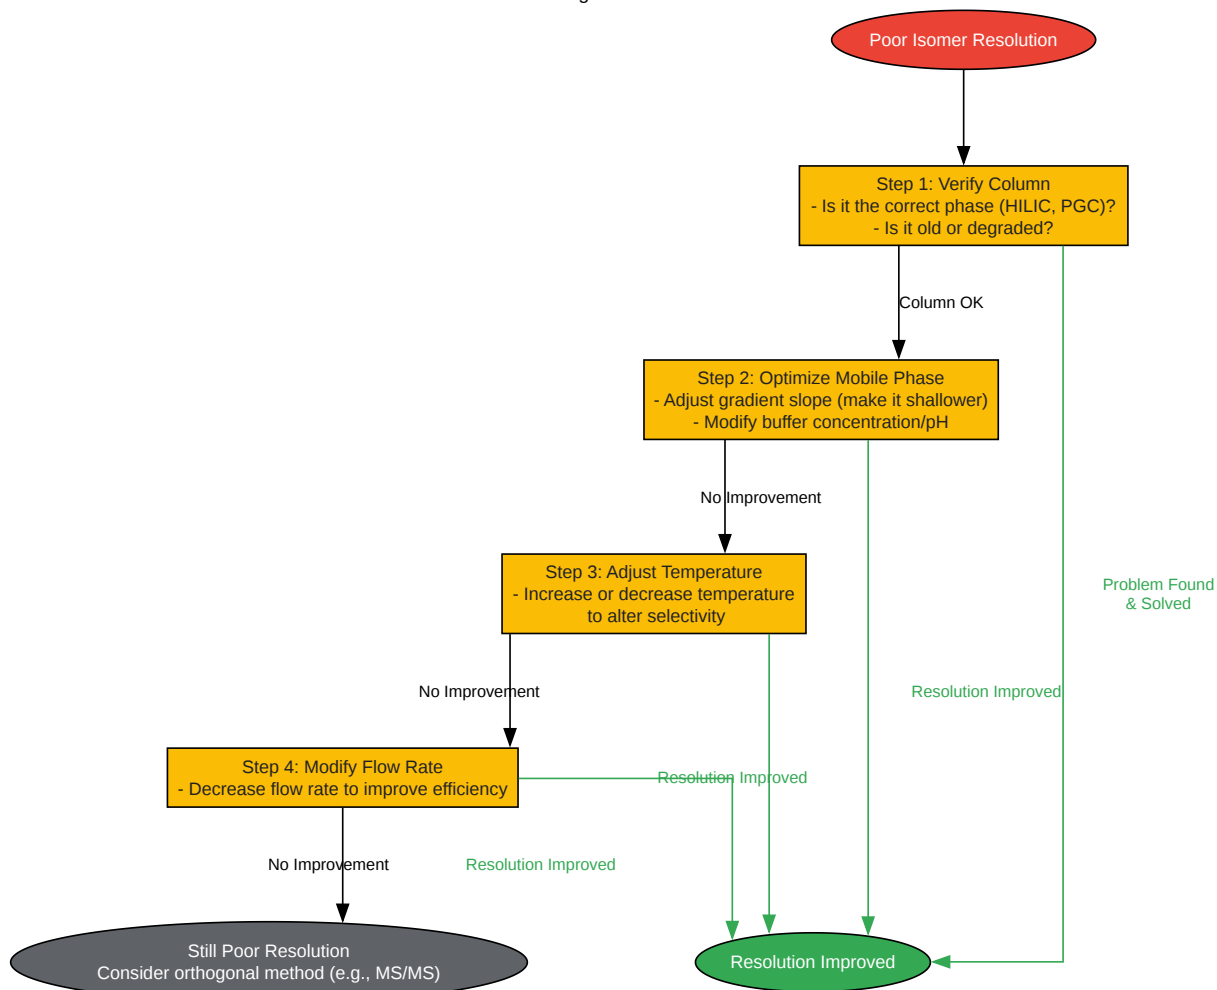 Poor Isomer Resolution
Step 1: Verify Column
- Is it the correct phase (HILIC, PGC)?
- Is it old or degraded?
Column OK
Step 2: Optimize Mobile Phase
- Adjust gradient slope (make it shallower)
- Modify buffer concentration/pH
No Improvement
Step 3: Adjust Temperature
- Increase or decrease temperature
to alter selectivity
Problem Found
& Solved
No Improvement
Resolution Improved
Step 4: Modify Flow Rate
- Decrease flow rate to improve efficiency
Resolution Improved
No Improvement
Resolution Improved
Still Poor Resolution
Consider orthogonal method (e.g., MS/MS)
Resolution Improved